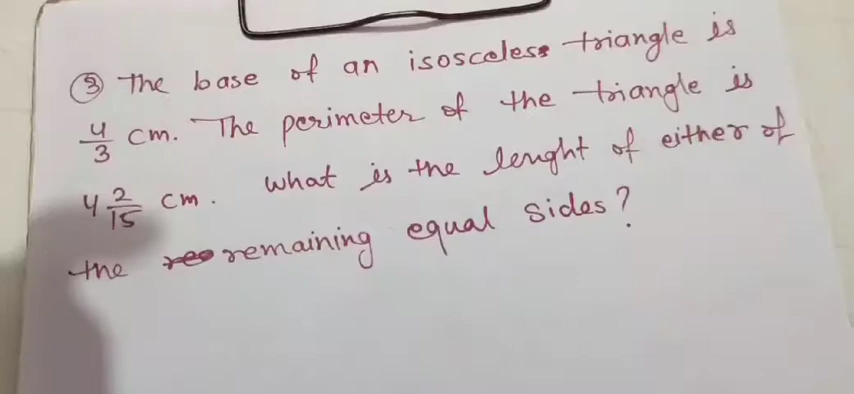 ③ The base of an isosceless triangle is
4/3 cm. The perimeter of the triangle is
4 2/15 cm. What is the lenght of either of
the remaining equal sides?